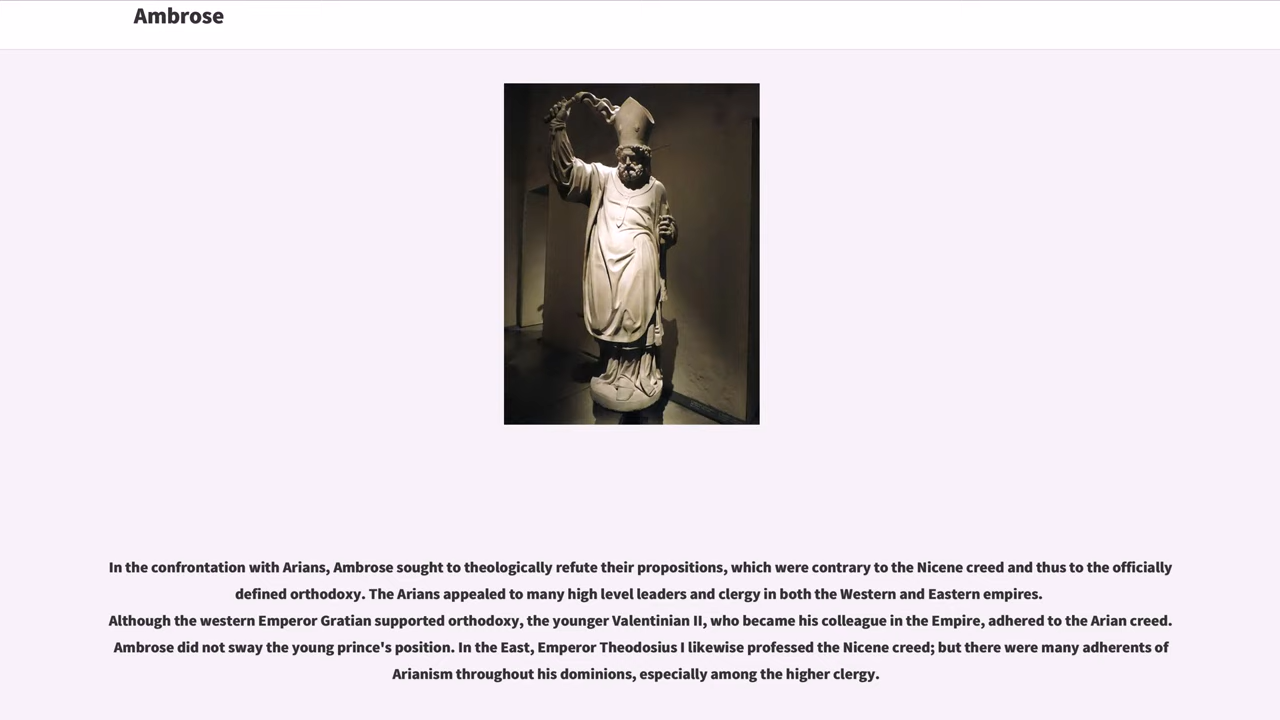 Ambrose
In the confrontation with Arians, Ambrose sought to theologically refute their propositions, which were contrary to the Nicene creed and thus to the officially
defined orthodoxy. The Arians appealed to many high level leaders and clergy in both the Western and Eastern empires.
Although the western Emperor Gratian supported orthodoxy, the younger Valentinian II, who became his colleague in the Empire, adhered to the Arian creed.
Ambrose did not sway the young prince's position. In the East, Emperor Theodosius I likewise professed the Nicene creed; but there were many adherents of
Arianism throughout his dominions, especially among the higher clergy.